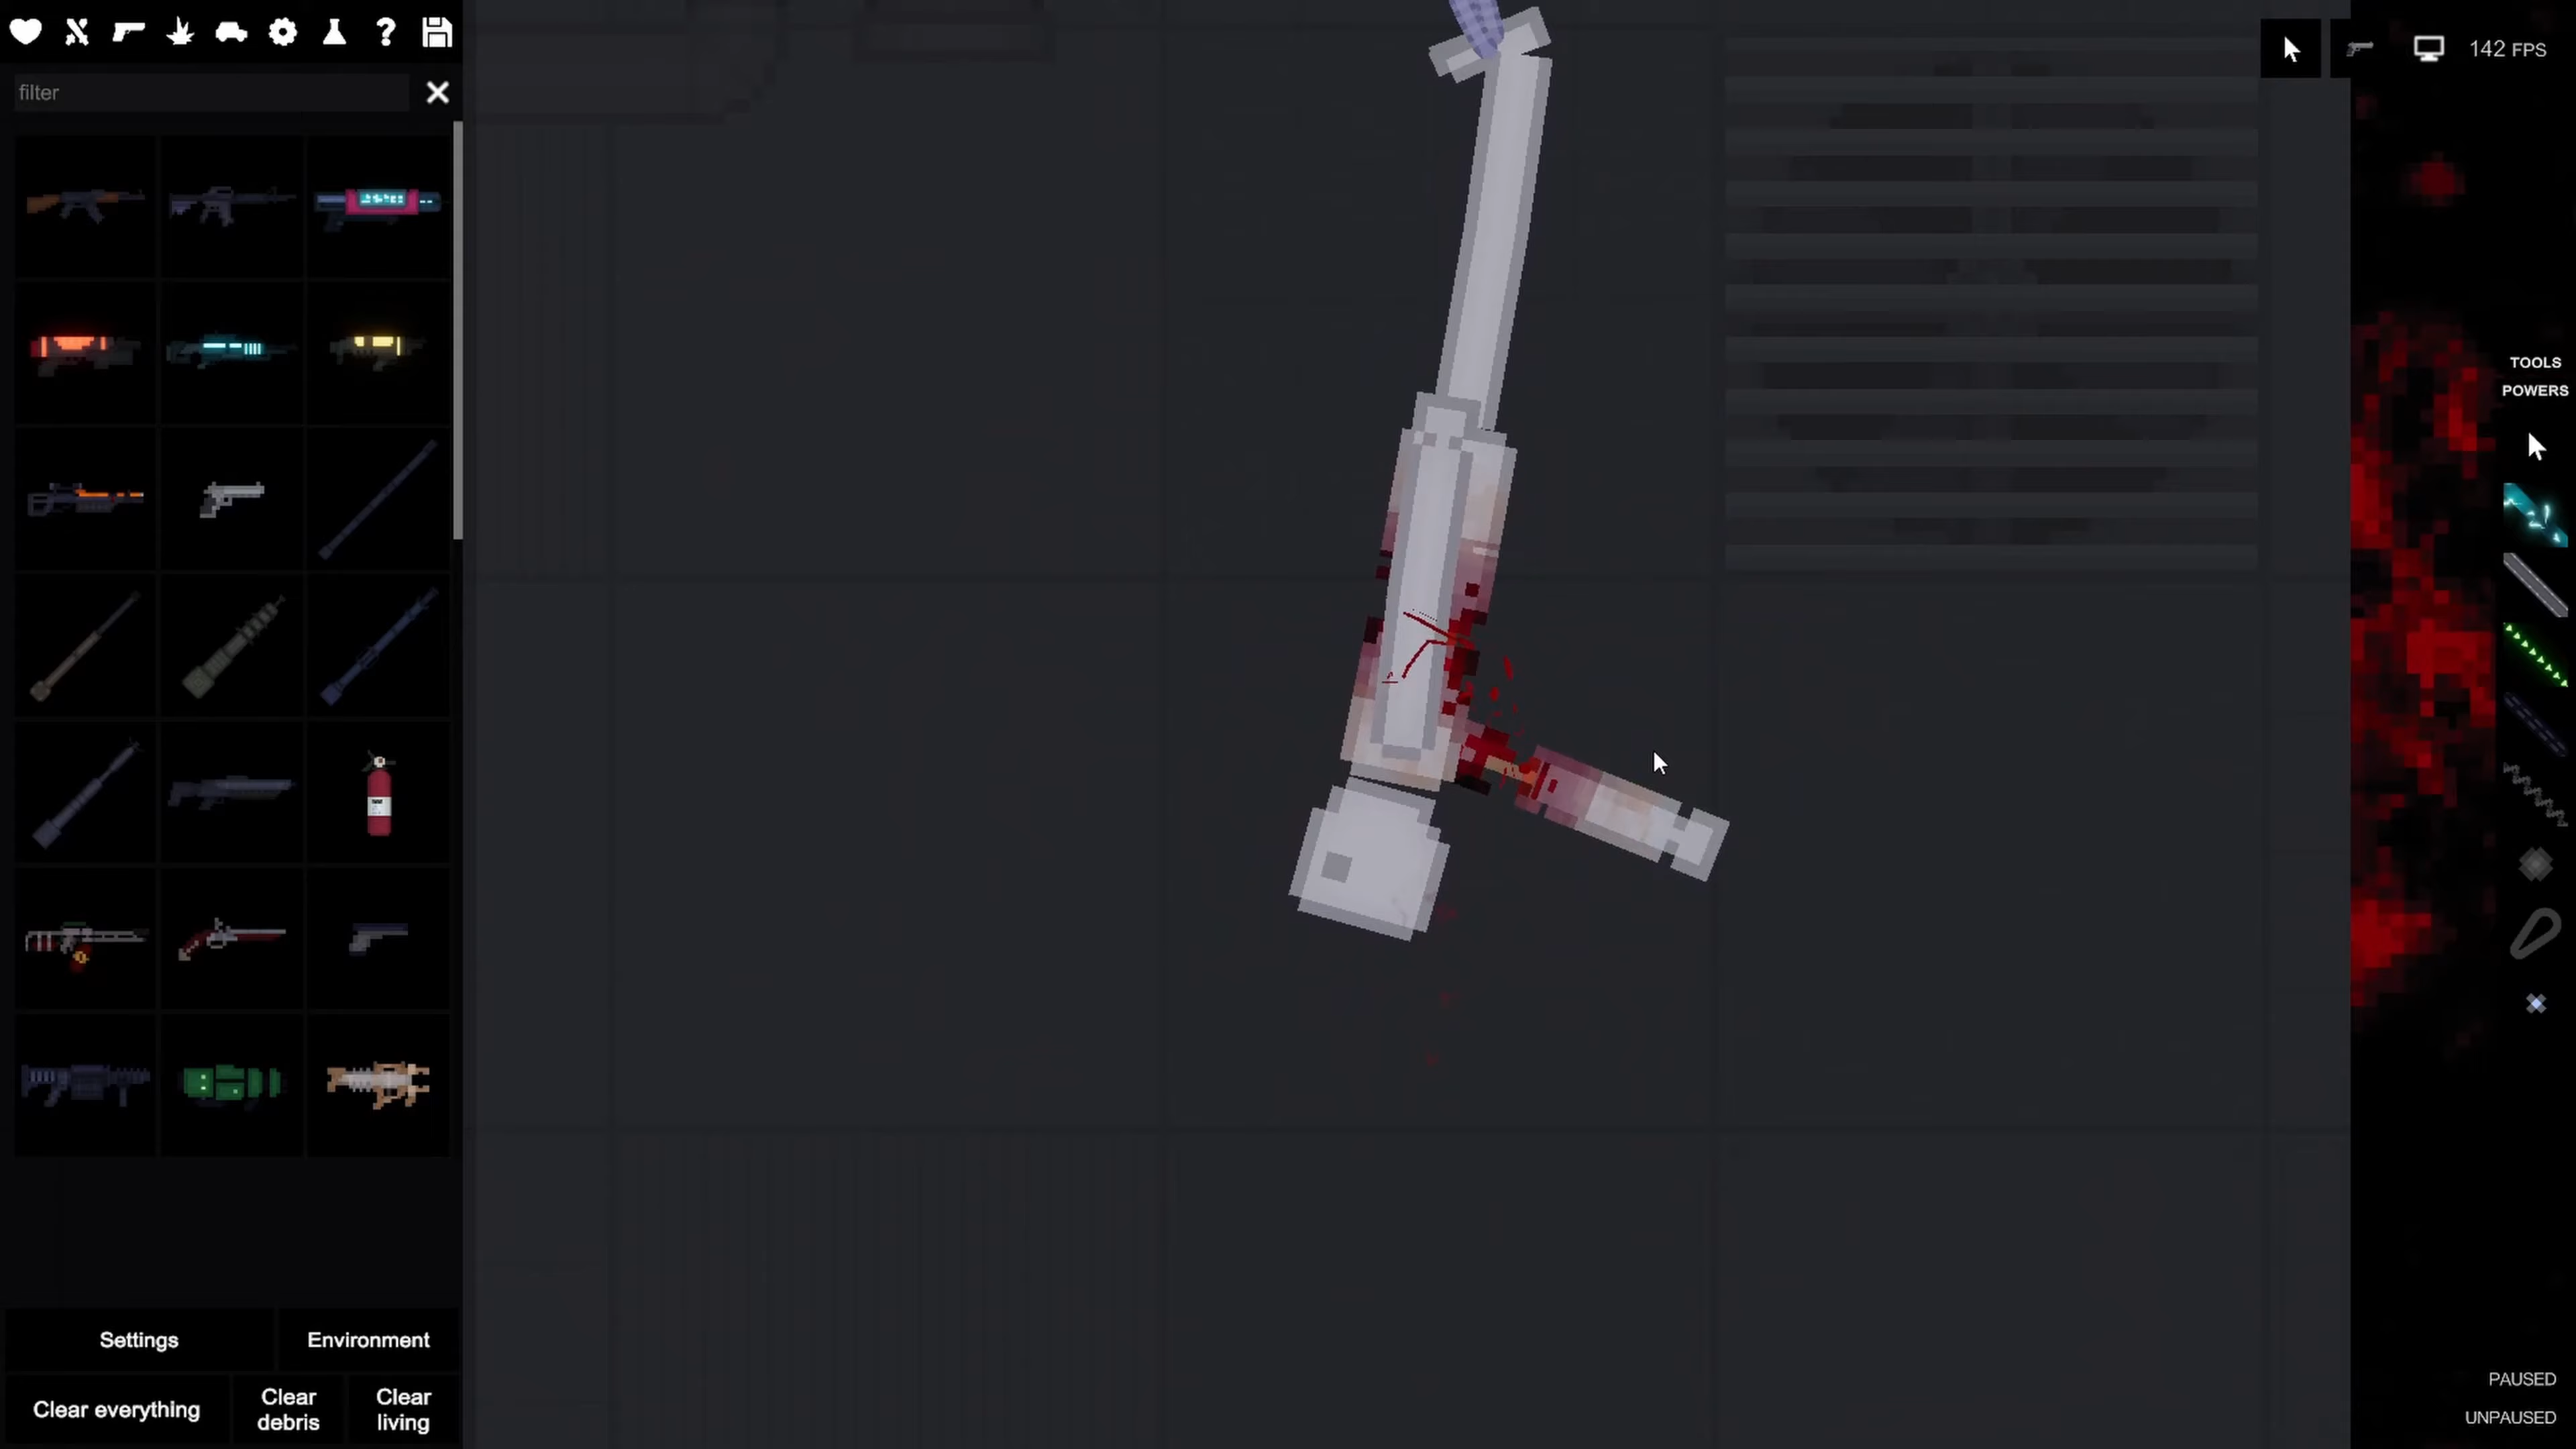 filter
142 FPS
TOOLS
POWERS
Settings
Environment
Clear everything
Clear debris
Clear living
PAUSED
UNPAUSED